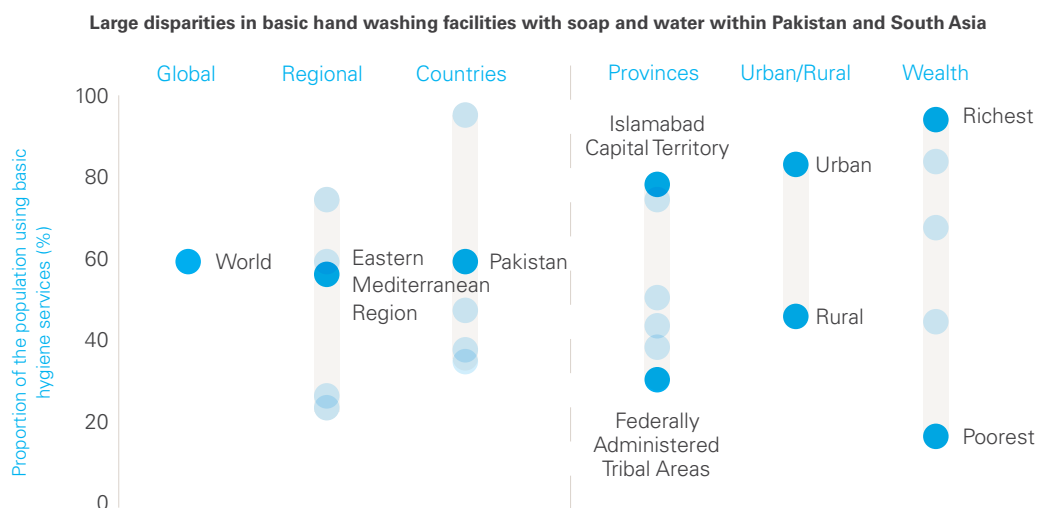 Large disparities in basic hand washing facilities with soap and water within Pakistan and South Asia
Global
Regional
Countries
Provinces
Urban/Rural
Wealth
Proportion of the population using basic
hygiene services (%)
100
80
60
40
20
0
World
Eastern
Mediterranean
Region
Pakistan
Islamabad
Capital Territory
Federally
Administered
Tribal Areas
Urban
Rural
Richest
Poorest